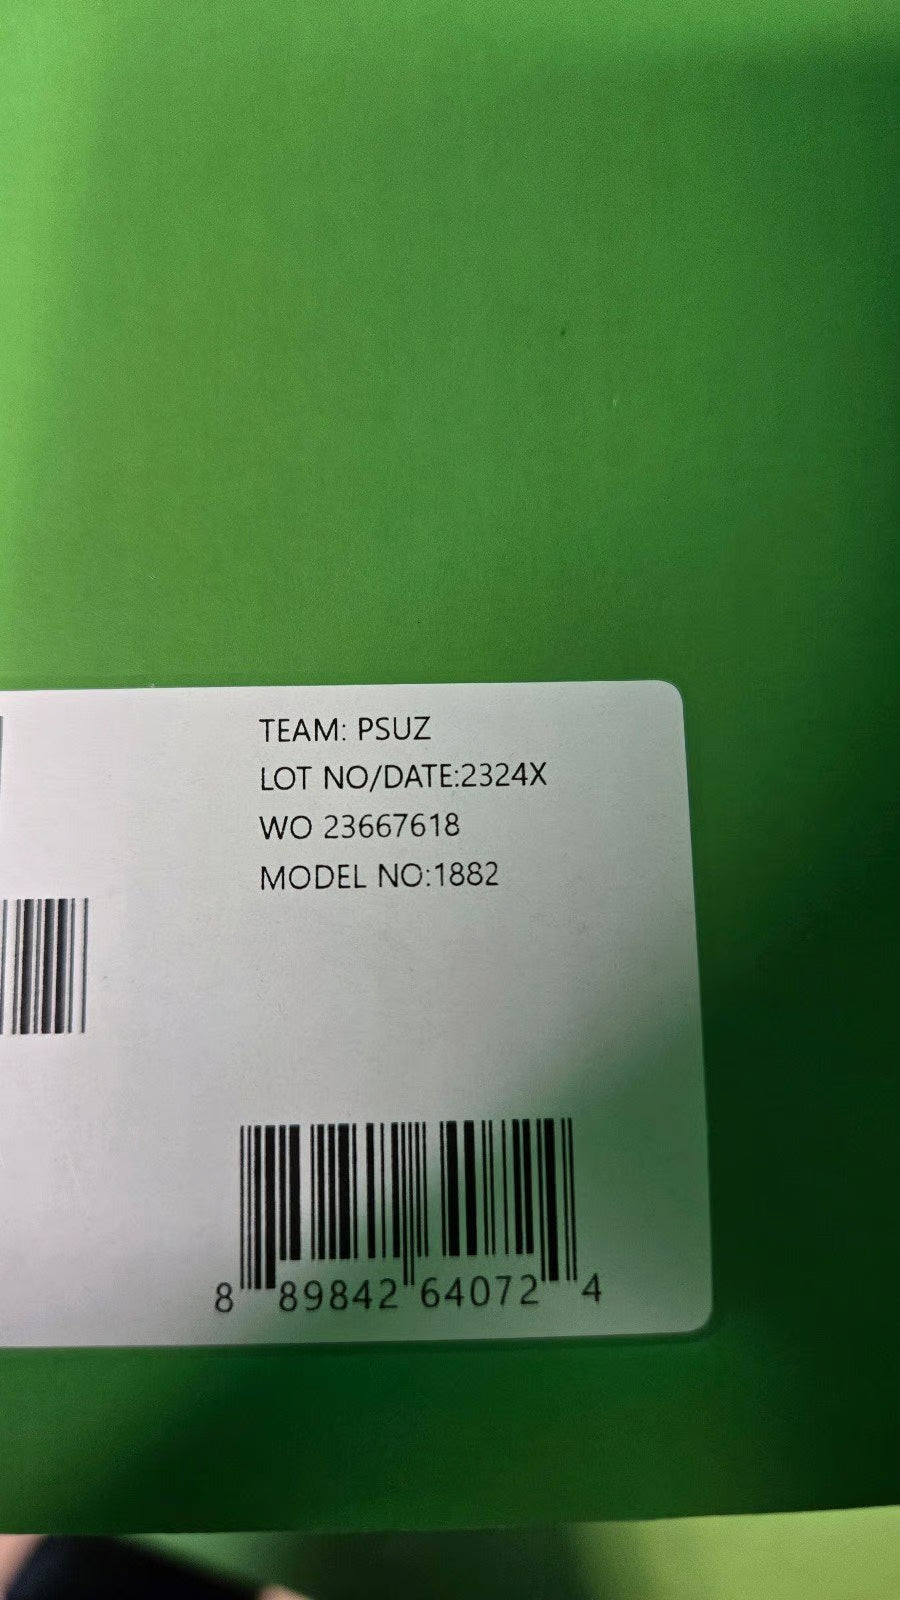 TEAM: PSUZ
LOT NO/DATE:2324X
WO 23667618
MODEL NO:1882
8 89842 64072 4